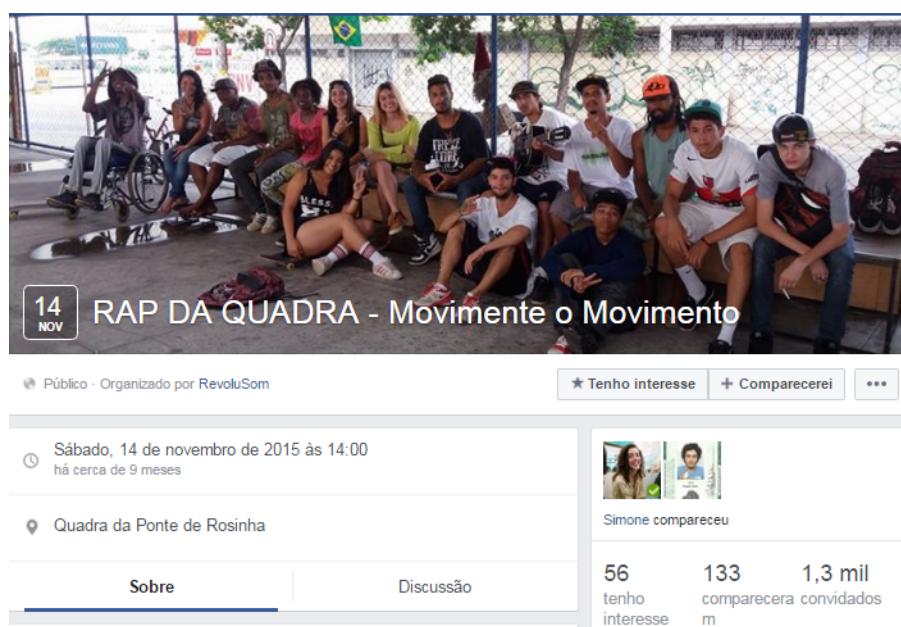 14
NOV
RAP DA QUADRA - Movimente o Movimento
Público · Organizado por RevoluSom
Tenho interesse
Comparecerei
Sábado, 14 de novembro de 2015 às 14:00
há cerca de 9 meses
Quadra da Ponte de Rosinha
Sobre
Discussão
Simone compareceu
56
tenho
interesse
133
comparecera
m
1,3 mil
convidados